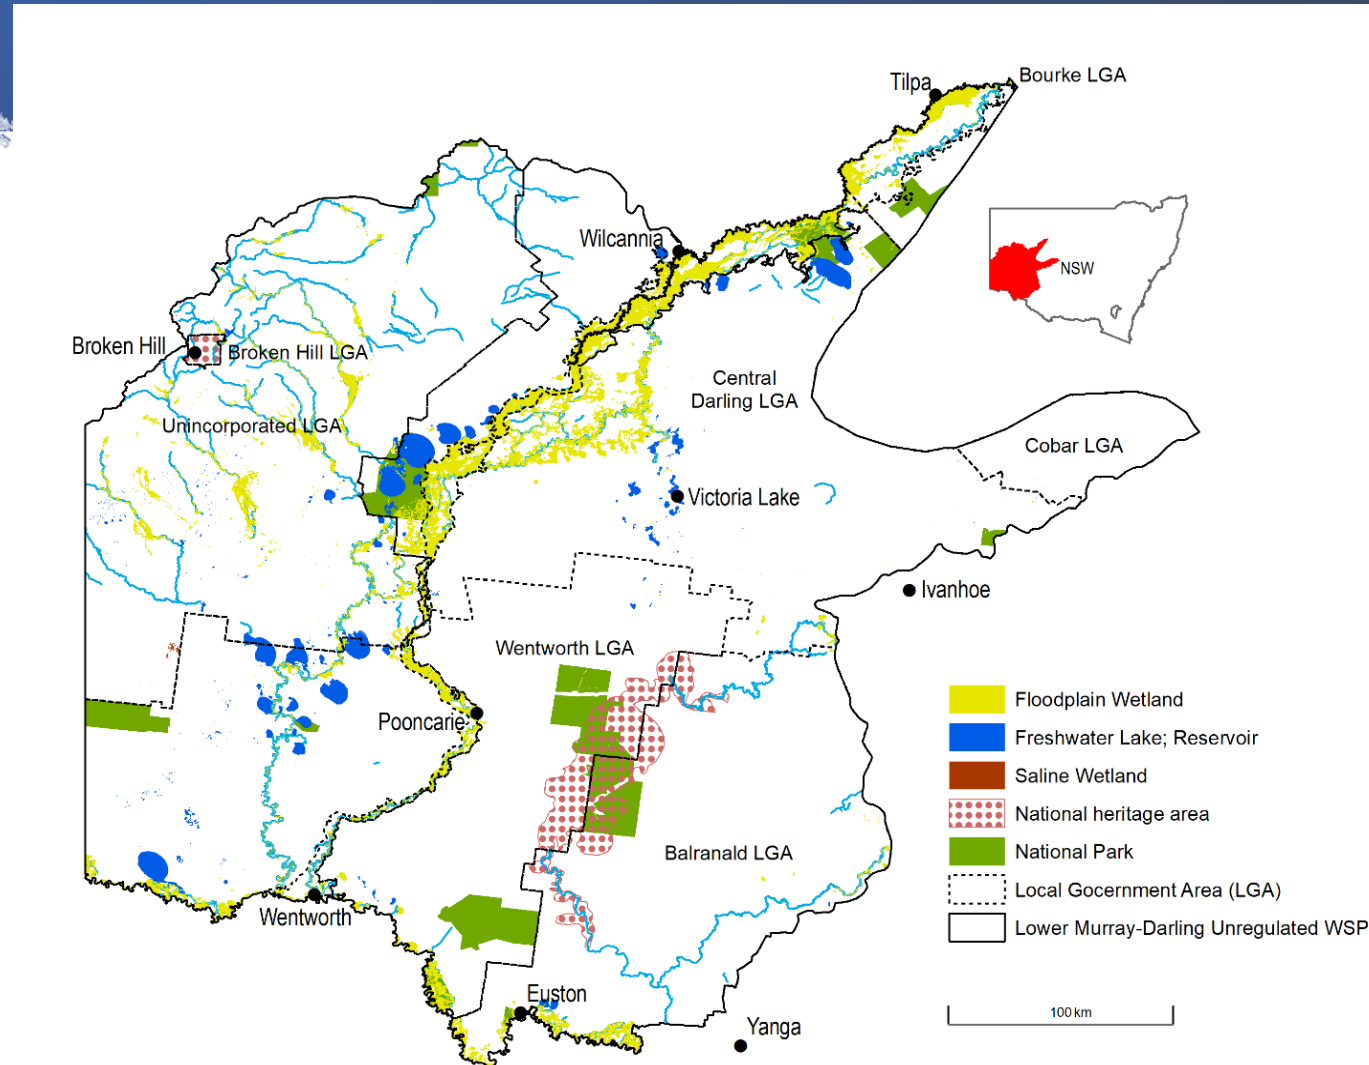 Bourke LGA
Tilpa
Wilcannia
NSW
Broken Hill
Broken Hill LGA
Central
Darling LGA
Unincorporated LGA
Cobar LGA
Victoria Lake
Ivanhoe
Wentworth LGA
Pooncarie
Floodplain Wetland
Freshwater Lake; Reservoir
Saline Wetland
National heritage area
National Park
Local Gocernment Area (LGA)
Lower Murray-Darling Unregulated WSP
Balranald LGA
Wentworth
Euston
Yanga
100 km